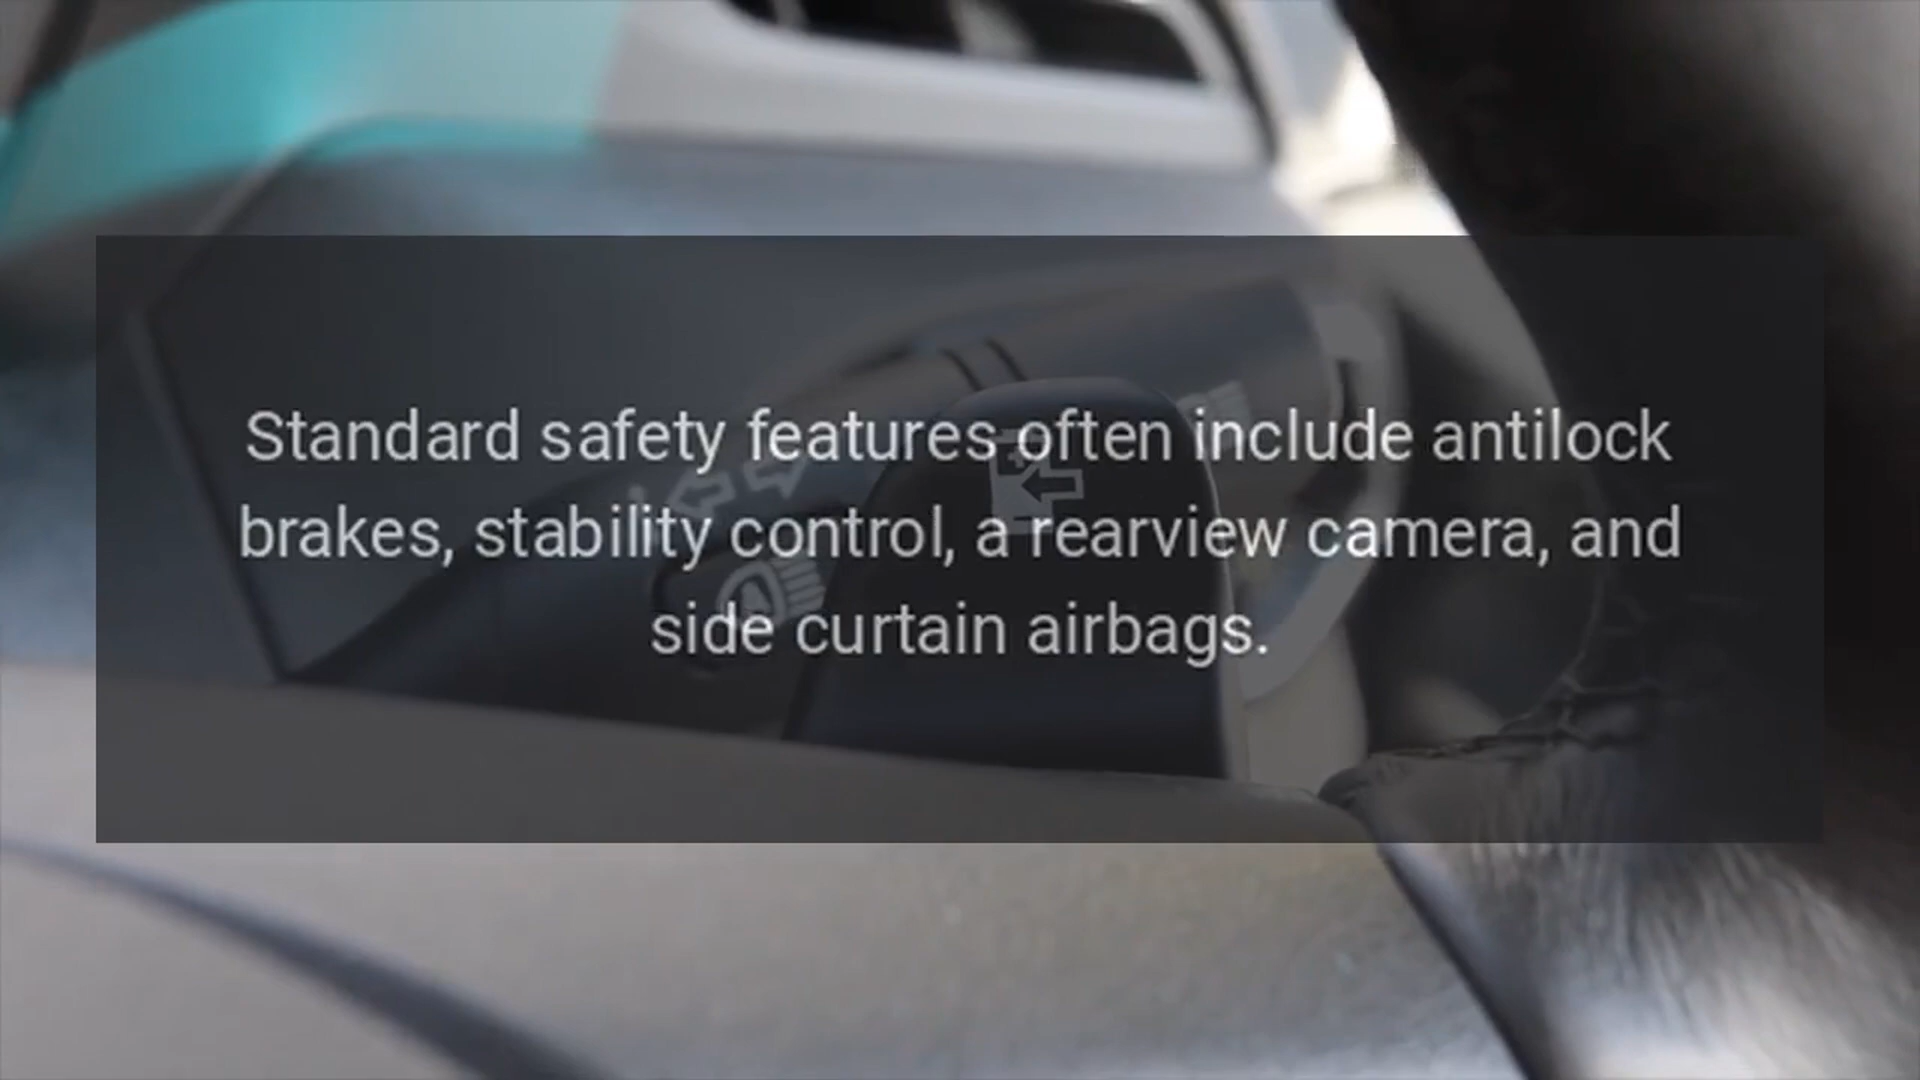 Standard safety features often include antilock
brakes, stability control, a rearview camera, and
side curtain airbags.